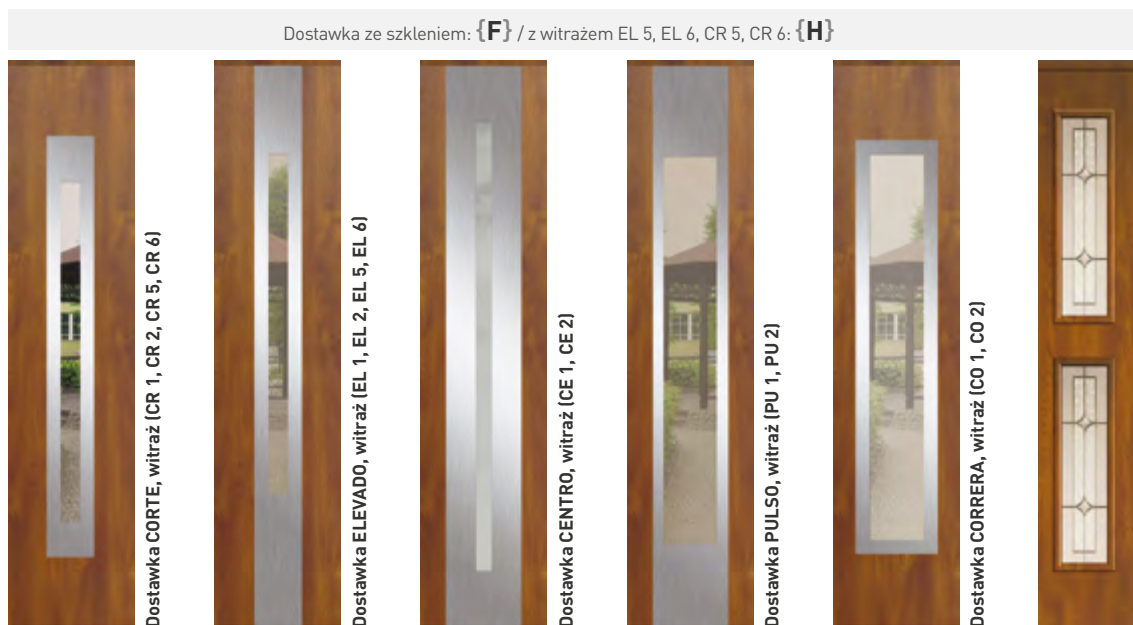 Dostawka ze szkleniem: {F} / z witrażem EL 5, EL 6, CR 5, CR 6: {H}
Dostawka CORTE, witraż (CR 1, CR 2, CR 5, CR 6)
Dostawka ELEVADO, witraż (EL 1, EL 2, EL 5, EL 6)
Dostawka CENTRO, witraż (CE 1, CE 2)
Dostawka PULSO, witraż (PU 1, PU 2)
Dostawka CORRERA, witraż (CO 1, CO 2)